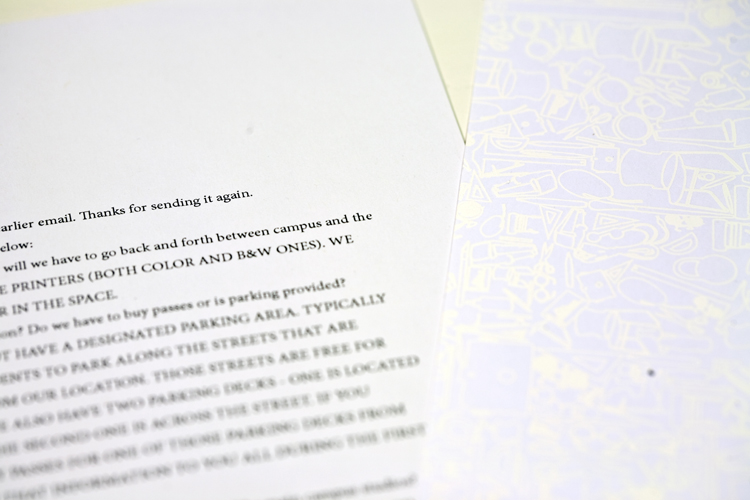 arlier email. Thanks for sending it again.
elow:
will we have to go back and forth between campus and the
E PRINTERS (BOTH COLOR AND B&W ONES). WE
R IN THE SPACE.
on? Do we have to buy passes or is parking provided?
OT HAVE A DESIGNATED PARKING AREA. TYPICALLY
ENTS TO PARK ALONG THE STREETS THAT ARE
OM OUR LOCATION. THOSE STREETS ARE FREE FOR
E ALSO HAVE TWO PARKING DECKS - ONE IS LOCATED
HE SECOND ONE IS ACROSS THE STREET. IF YOU
PASSES FOR ONE OF THOSE PARKING DECKS FROM
THAT INFORMATION TO YOU ALL DURING THE FIRST